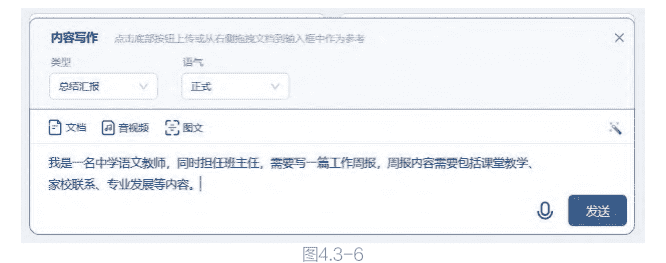 内容写作 点击底部按钮上传或从右侧拖拽文档到输入框中作为参考
类型 语气
总结汇报 正式
文档 音视频 图文
我是一名中学语文教师，同时担任班主任，需要写一篇工作周报，周报内容需要包括课堂教学、
家校联系、专业发展等内容。
发送
图4.3-6